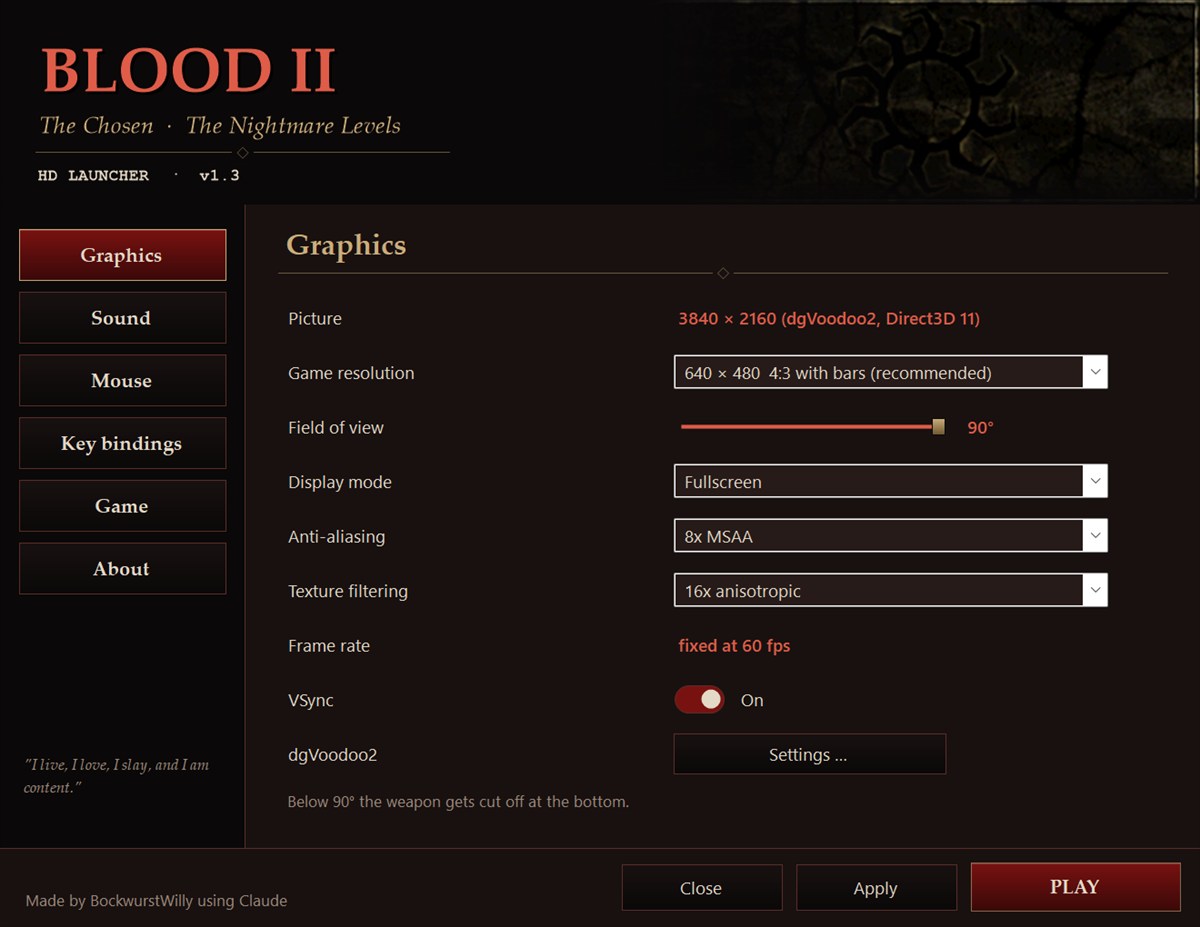 BLOOD II
The Chosen · The Nightmare Levels
HD LAUNCHER · v1.3
Graphics
Sound
Mouse
Key bindings
Game
About
"I live, I love, I slay, and I am
content."
Graphics
Picture 3840 × 2160 (dgVoodoo2, Direct3D 11)
Game resolution 640 × 480 4:3 with bars (recommended)
Field of view 90°
Display mode Fullscreen
Anti-aliasing 8x MSAA
Texture filtering 16x anisotropic
Frame rate fixed at 60 fps
VSync On
dgVoodoo2 Settings ...
Below 90° the weapon gets cut off at the bottom.
Made by BockwurstWilly using Claude
Close Apply PLAY